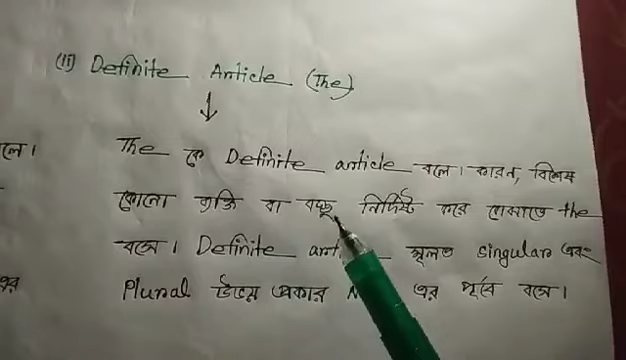 (ii) Definite Article (The)
লে।
The কে Definite article বলে। কারন, বিশেষ
কোনো ব্যক্তি বা বস্তু নির্দিষ্ট করে বোঝাতে the
বসে। Definite মূলত singular এবং
Plural উভয় প্রকার এর পূর্বে বসে।